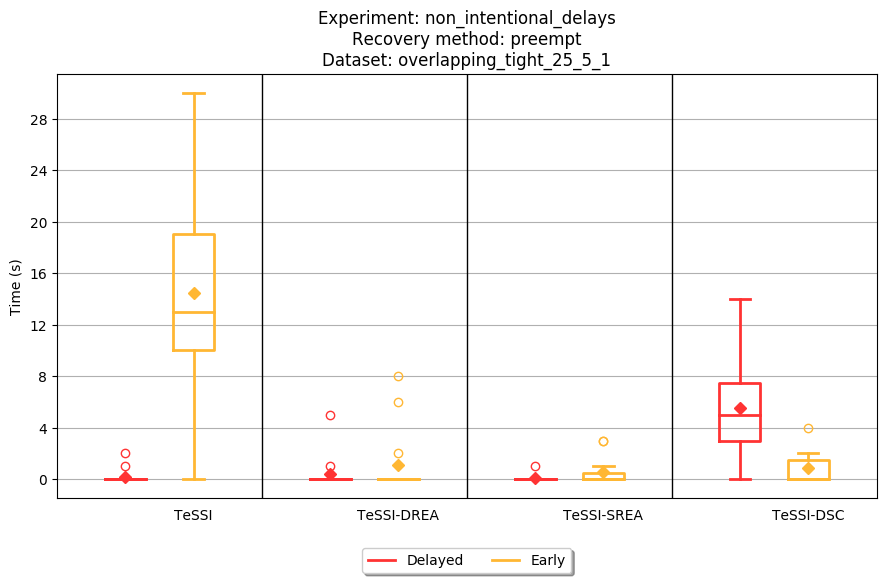 Experiment: non_intentional_delays
Recovery method: preempt
Dataset: overlapping_tight_25_5_1
Time (s)
28
24
20
16
12
8
4
0
TeSSI
TeSSI-DREA
TeSSI-SREA
TeSSI-DSC
Delayed
Early